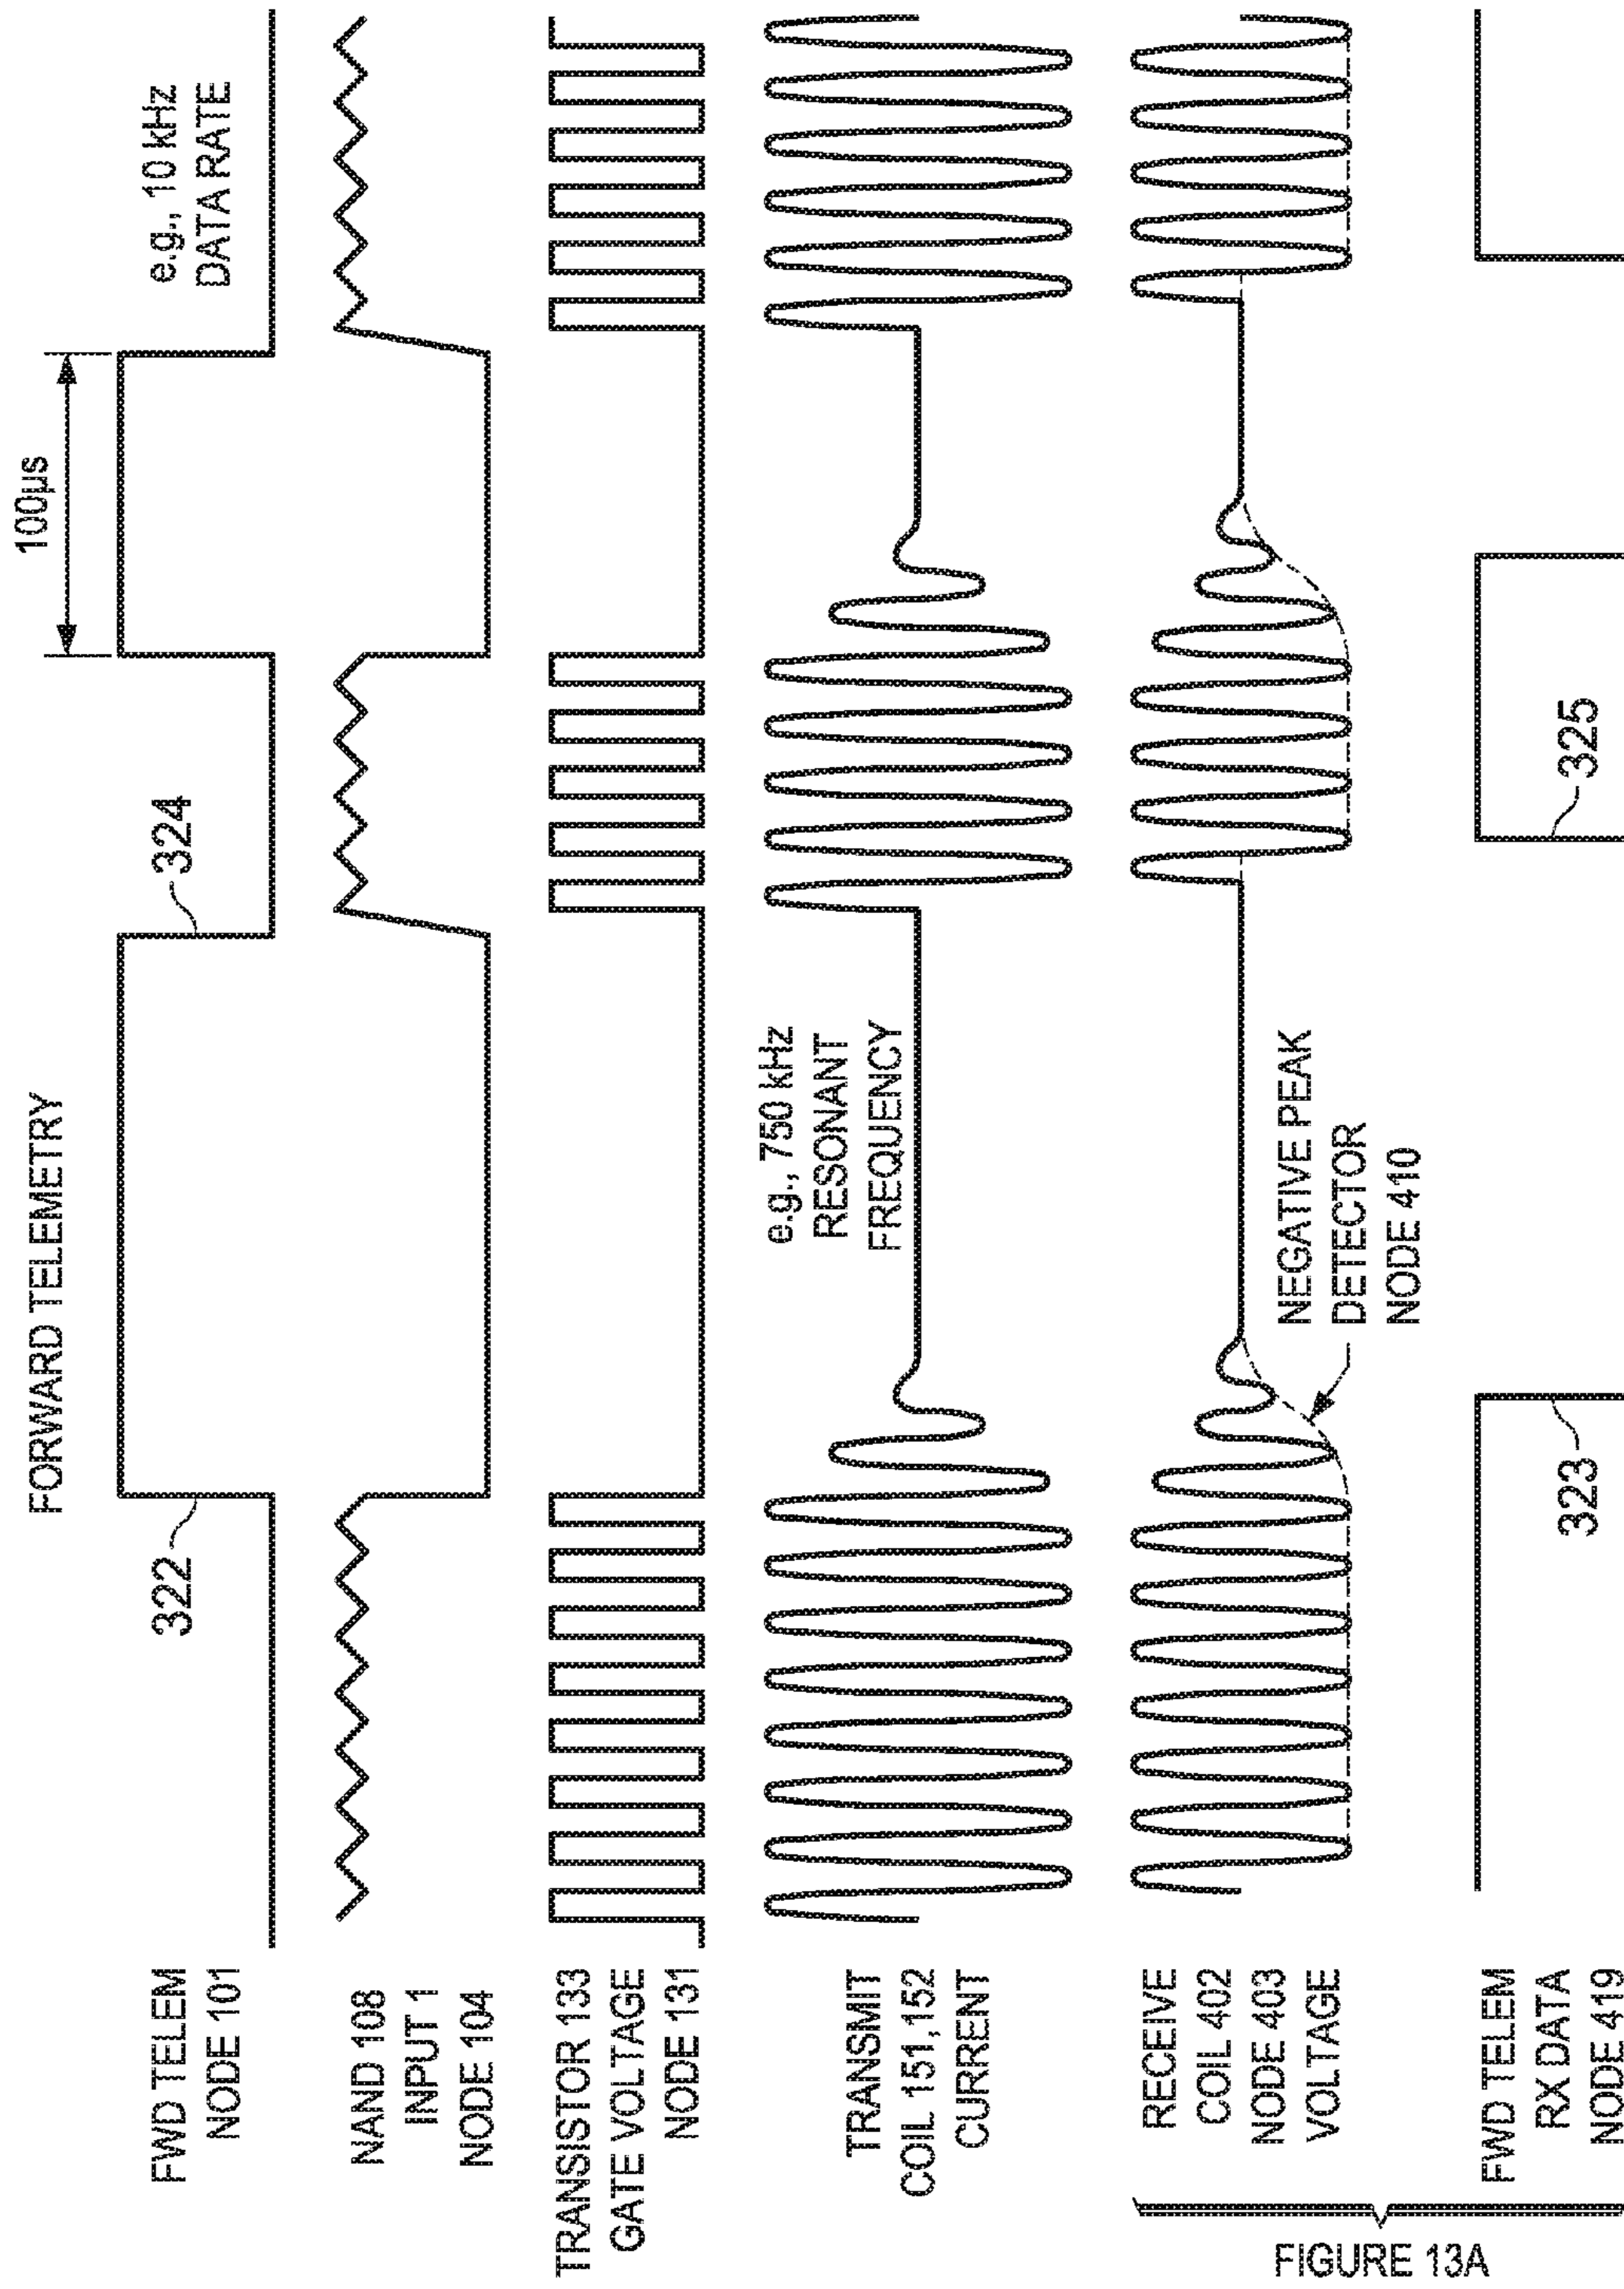 FORWARD TELEMETRY
100µs
FWD TELEM
NODE 101
322
324
e.g., 10 kHz
DATA RATE
NAND 108
INPUT 1
NODE 104
TRANSISTOR 133
GATE VOLTAGE
NODE 131
TRANSMIT
COIL 151,152
CURRENT
e.g., 750 kHz
RESONANT
FREQUENCY
RECEIVE
COIL 402
NODE 403
VOLTAGE
NEGATIVE PEAK
DETECTOR
NODE 410
FWD TELEM
RX DATA
NODE 419
323
325
FIGURE 13A